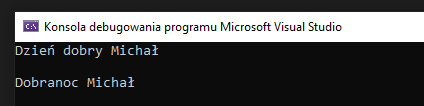 Konsola debugowania programu Microsoft Visual Studio
Dzień dobry Michał
Dobranoc Michał